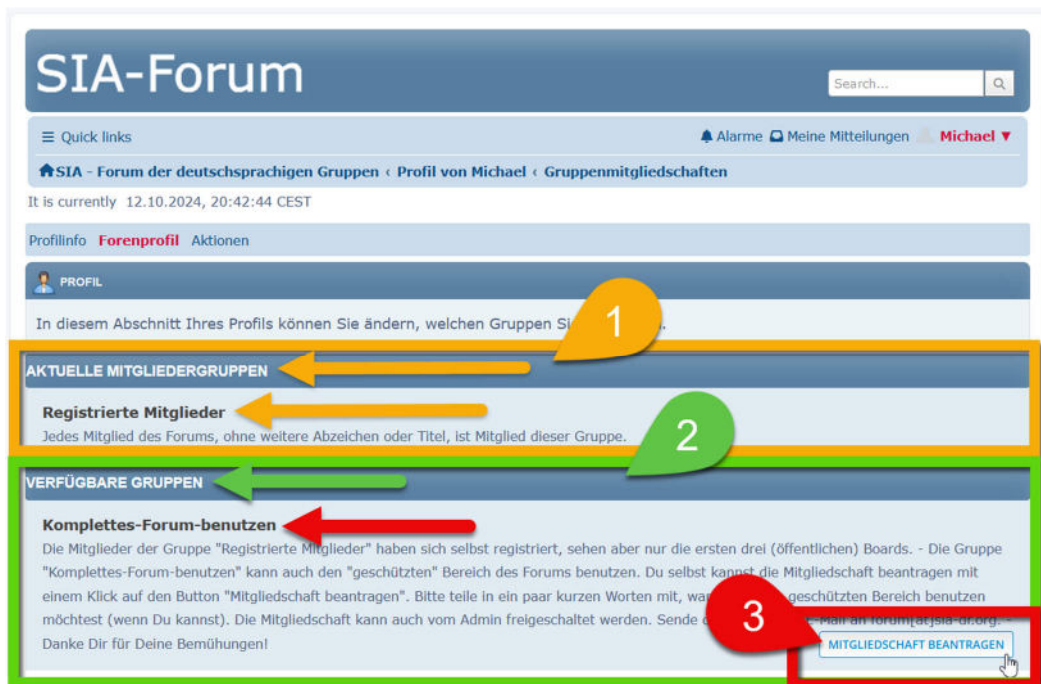 SIA-Forum
Search...
Quick links
Alarme Meine Mitteilungen Michael ▼
SIA - Forum der deutschsprachigen Gruppen ‹ Profil von Michael ‹ Gruppenmitgliedschaften
It is currently 12.10.2024, 20:42:44 CEST
Profilinfo Forenprofil Aktionen
PROFIL
In diesem Abschnitt Ihres Profils können Sie ändern, welchen Gruppen
1
AKTUELLE MITGLIEDERGRUPPEN
Registrierte Mitglieder
Jedes Mitglied des Forums, ohne weitere Abzeichen oder Titel, ist Mitglied dieser Gruppe.
2
VERFÜGBARE GRUPPEN
Komplettes-Forum-benutzen
Die Mitglieder der Gruppe "Registrierte Mitglieder" haben sich selbst registriert, sehen aber nur die ersten drei (öffentlichen) Boards. - Die Gruppe
"Komplettes-Forum-benutzen" kann auch den "geschützten" Bereich des Forums benutzen. Du selbst kannst die Mitgliedschaft beantragen mit
einem Klick auf den Button "Mitgliedschaft beantragen". Bitte teile in ein paar kurzen Worten mit, geschützten Bereich benutzen
möchtest (wenn Du kannst). Die Mitgliedschaft kann auch vom Admin freigeschaltet werden. Sende Mail an forum[at]sia-df.org. -
Danke Dir für Deine Bemühungen!
3
MITGLIEDSCHAFT BEANTRAGEN